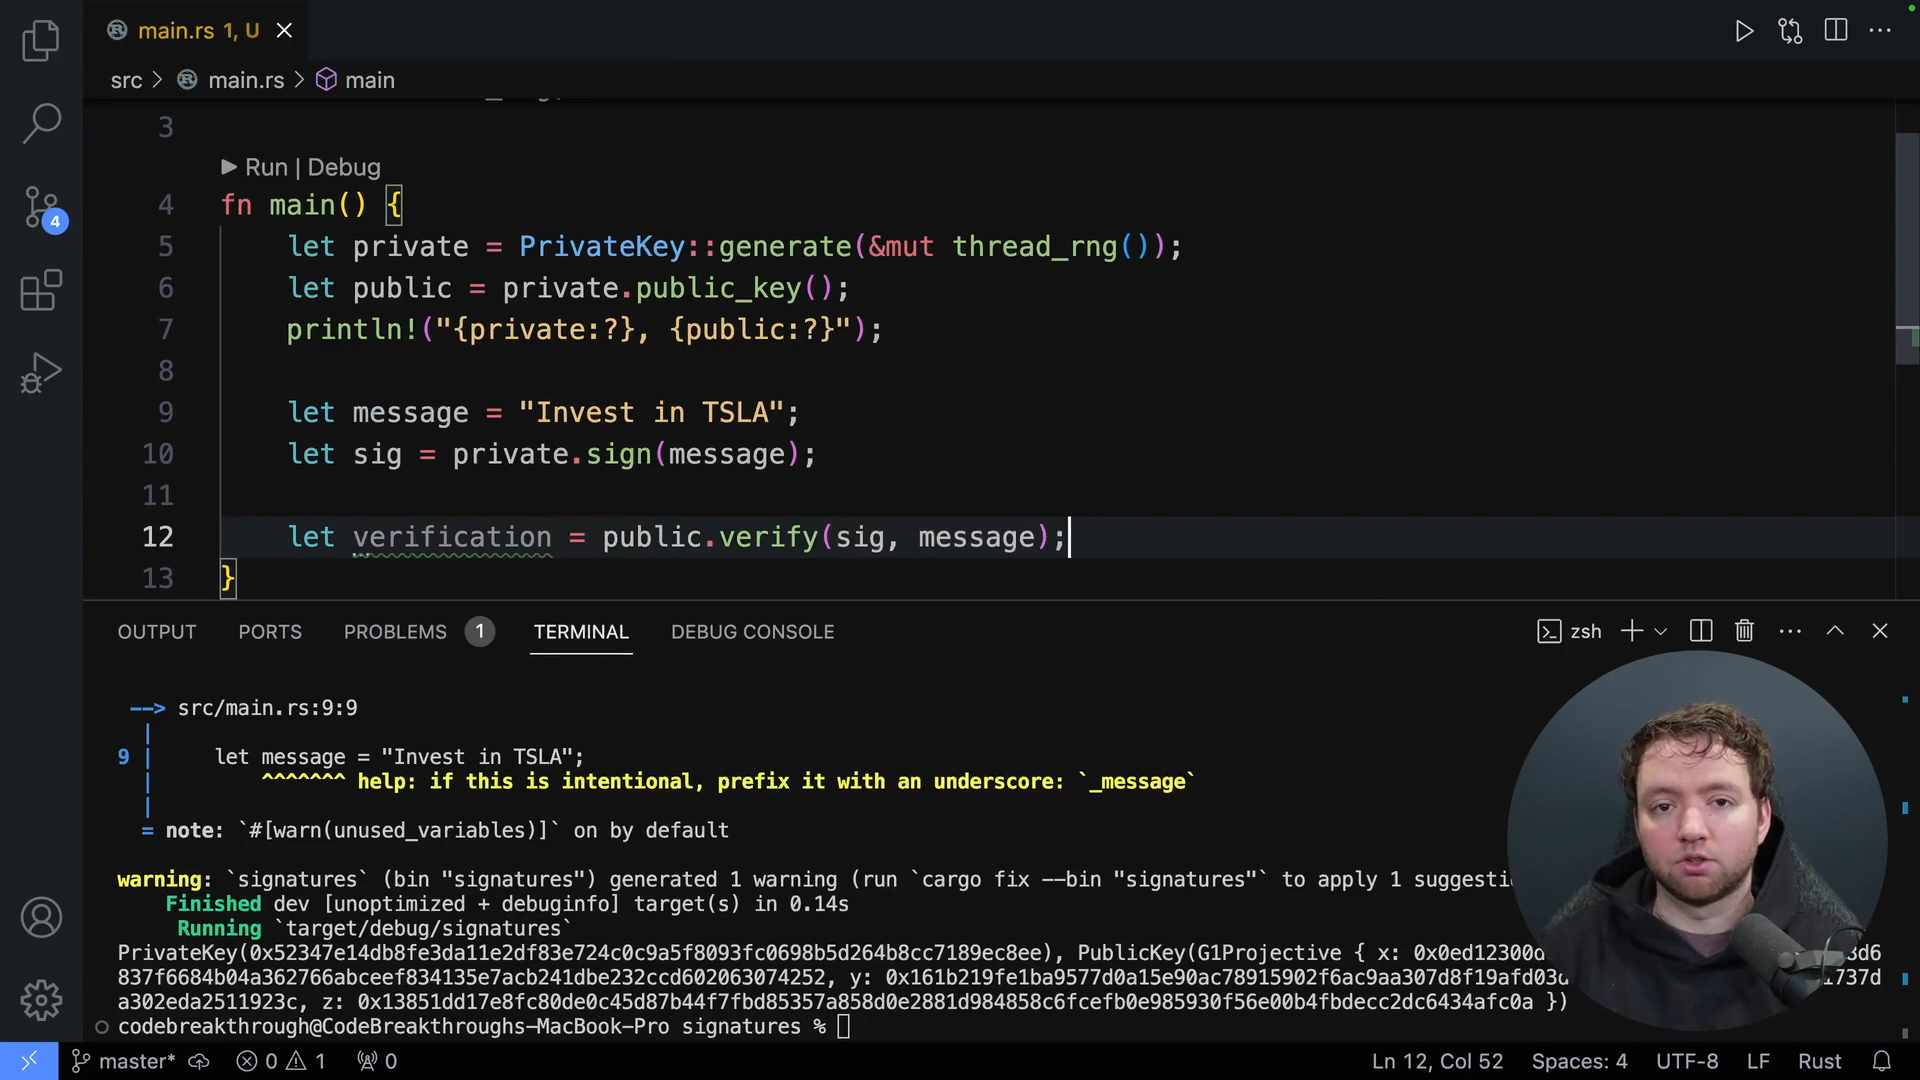 main.rs 1, U
src > main.rs > main
3
Run | Debug
4 fn main() {
5 let private = PrivateKey::generate(&mut thread_rng());
6 let public = private.public_key();
7 println!("{private:?}, {public:?}");
8
9 let message = "Invest in TSLA";
10 let sig = private.sign(message);
11
12 let verification = public.verify(sig, message);
13 }
4
OUTPUT PORTS PROBLEMS 1 TERMINAL DEBUG CONSOLE zsh
--> src/main.rs:9:9
|
9 | let message = "Invest in TSLA";
| ^^^^^^^ help: if this is intentional, prefix it with an underscore: `_message`
|
= note: `#[warn(unused_variables)]` on by default
warning: `signatures` (bin "signatures") generated 1 warning (run `cargo fix --bin "signatures"` to apply 1 suggesti
Finished dev [unoptimized + debuginfo] target(s) in 0.14s
Running `target/debug/signatures`
PrivateKey(0x52347e14db8fe3da11e2df83e724c0c9a5f8093fc0698b5d264b8cc7189ec8ee), PublicKey(G1Projective { x: 0x0ed12300d
837f6684b04a362766abceef834135e7acb241dbe232ccd602063074252, y: 0x161b219fe1ba9577d0a15e90ac78915902f6ac9aa307d8f19afd03d 1737d
a302eda2511923c, z: 0x13851dd17e8fc80de0c45d87b44f7fbd85357a858d0e2881d984858c6fcefb0e985930f56e00b4fbdecc2dc6434afc0a })
codebreakthrough@CodeBreakthroughs-MacBook-Pro signatures %
master* 0 1 0 Ln 12, Col 52 Spaces: 4 UTF-8 LF Rust